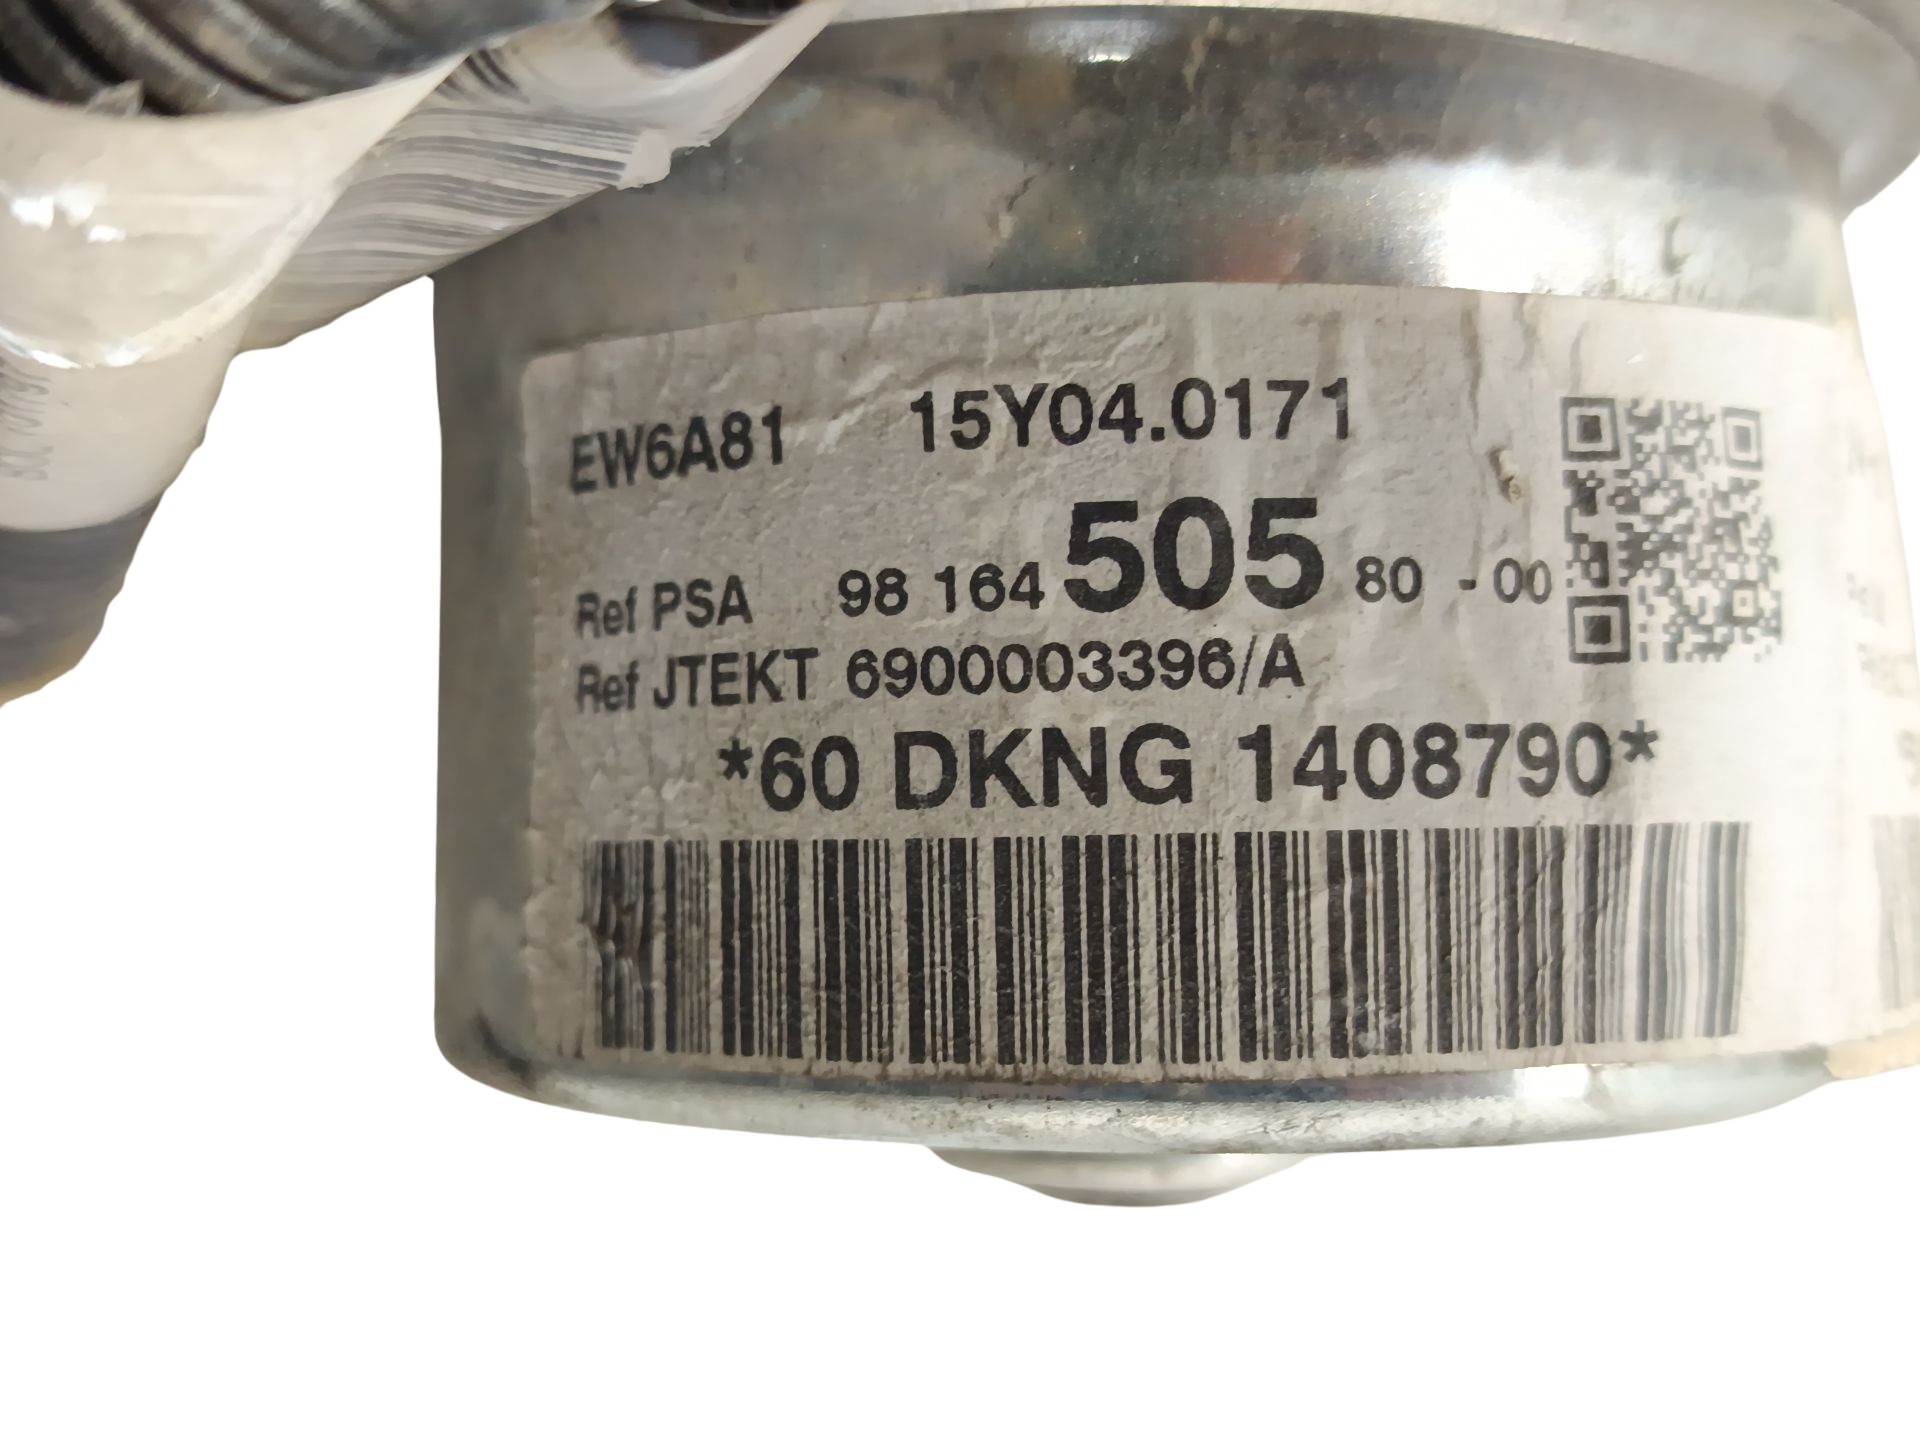 EW6A81 15Y04.0171
Ref PSA 98 164 505 80 - 00
Ref JTEKT 6900003396/A
*60 DKNG 1408790*